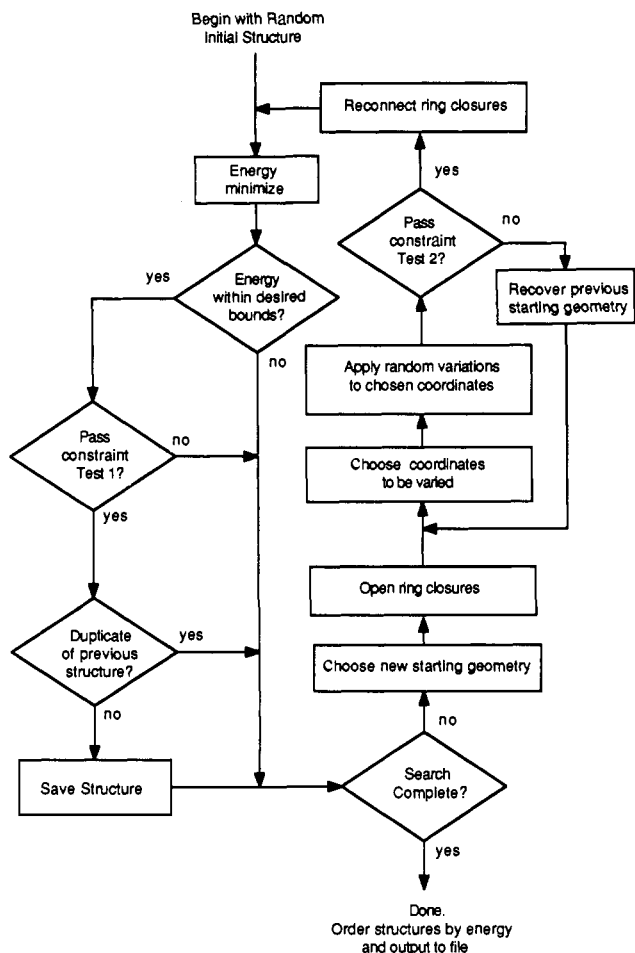 Begin with Random
Initial Structure
Reconnect ring closures
yes
Energy
minimize
Pass
constraint
Test 2?
no
yes
Energy
within desired
bounds?
Recover previous
starting geometry
no
Apply random variations
to chosen coordinates
Pass
constraint
Test 1?
no
Choose coordinates
to be varied
yes
Open ring closures
Duplicate
of previous
structure?
yes
Choose new starting geometry
no
no
Save Structure
Search
Complete?
yes
Done.
Order structures by energy
and output to file